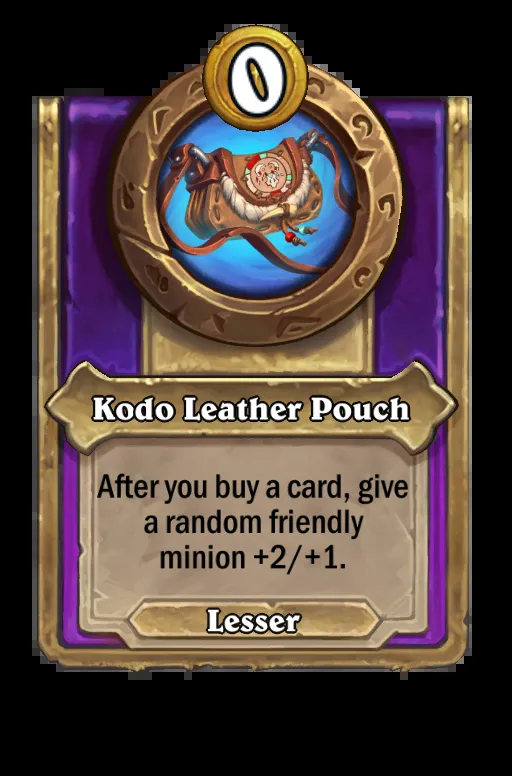 0
Kodo Leather Pouch
After you buy a card, give
a random friendly
minion +2/+1.
Lesser